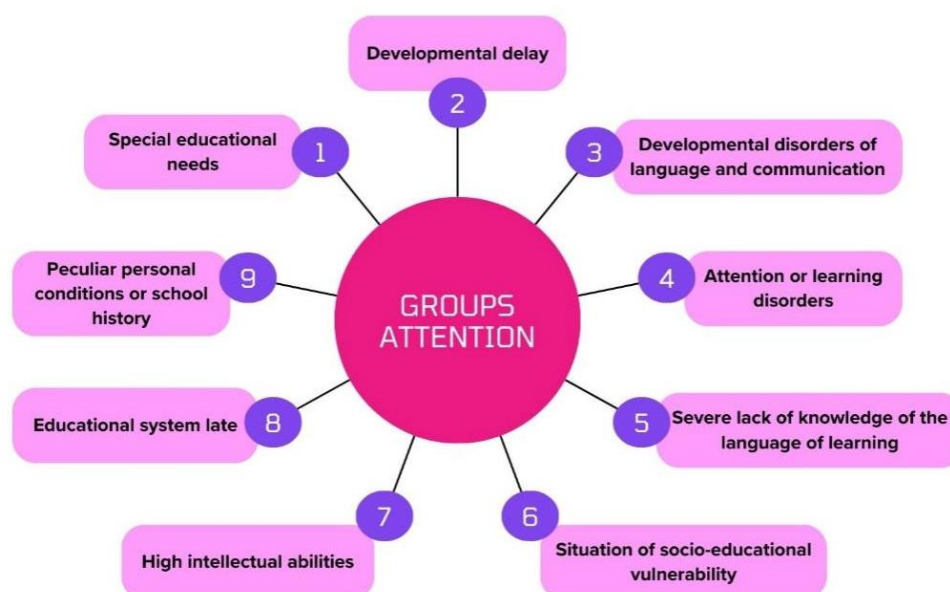 GROUPS
ATTENTION
1
Special educational
needs
2
Developmental delay
3
Developmental disorders of
language and communication
4
Attention or learning
disorders
5
Severe lack of knowledge of the
language of learning
6
Situation of socio-educational
vulnerability
7
High intellectual abilities
8
Educational system late
9
Peculiar personal
conditions or school
history